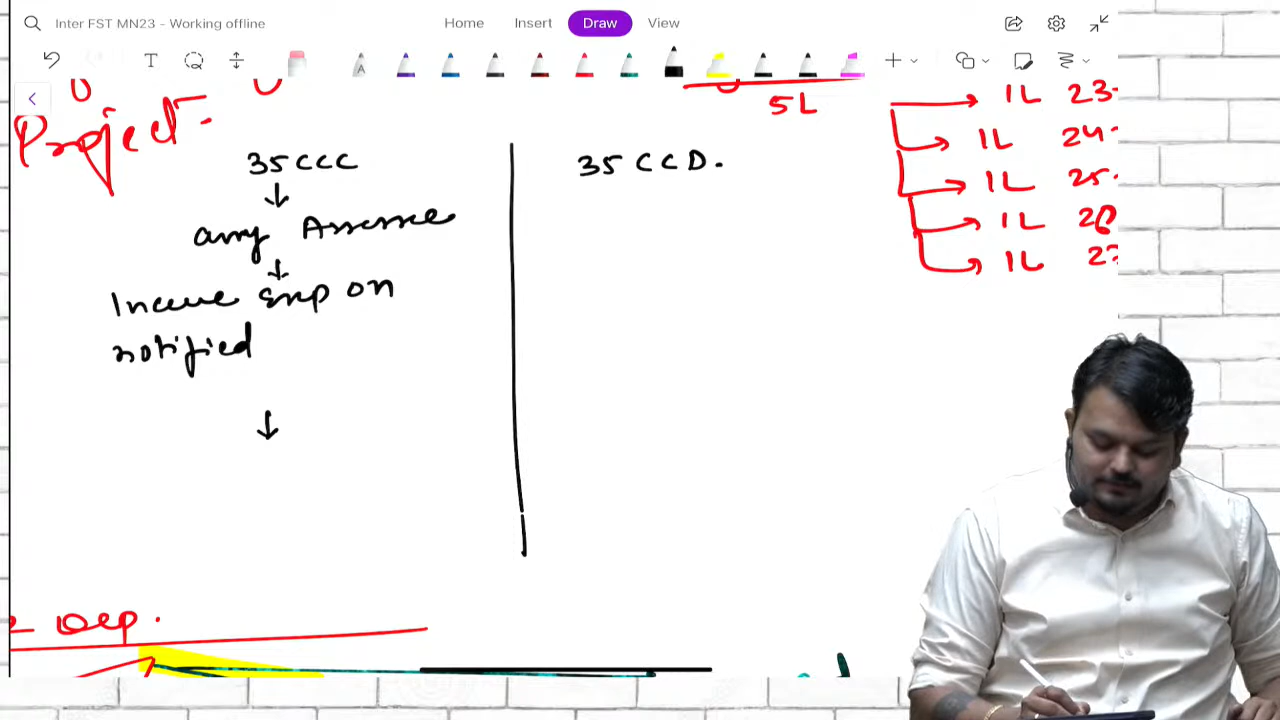 Inter FST MN23 - Working offline
Home Insert Draw View
Project-
5L
1L 23-
1L 24-
1L 25-
1L 26
1L 27
35CCC
↓
any Assessee
↓
Incurre Exp on
notified
↓
35 CCD.
Dep.